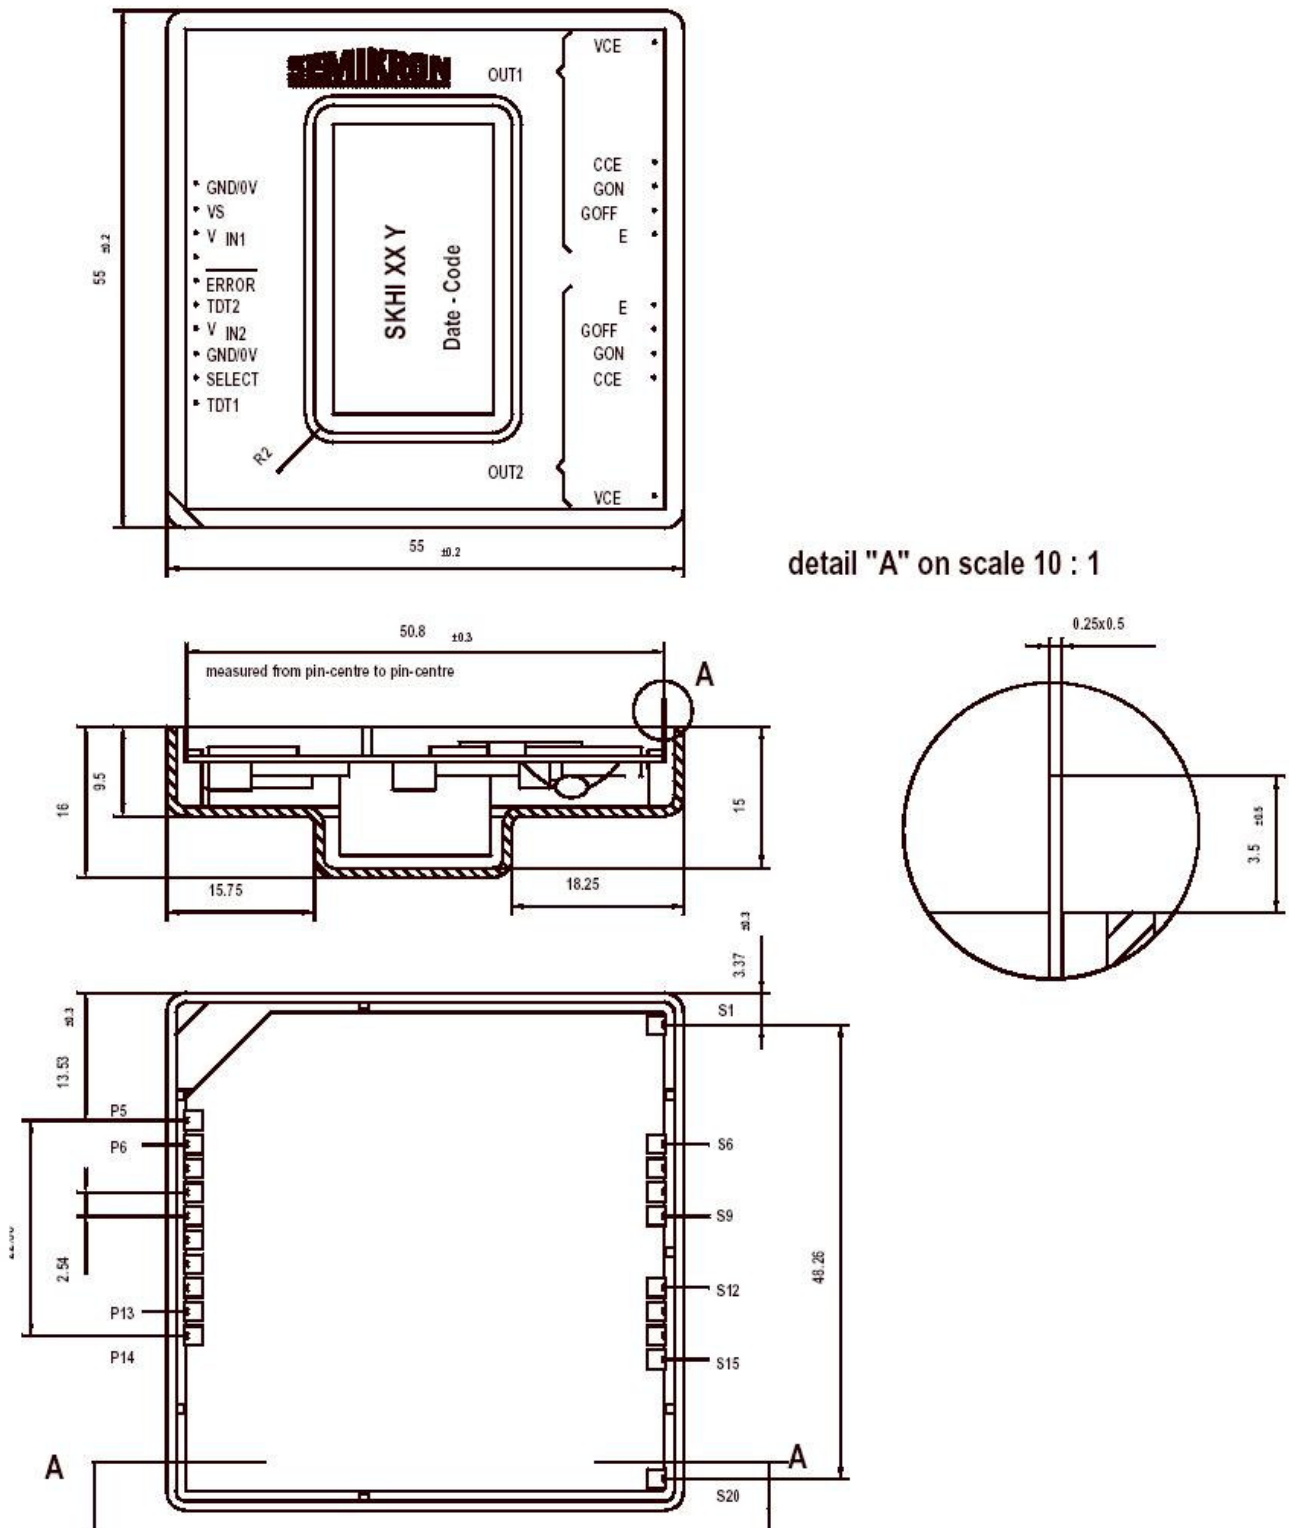 SEMIKRON
VCE
OUT1
CCE
GND/0V
GON
VS
GOFF
V IN1
E
ERROR
TDT2
E
V IN2
GOFF
GND/0V
GON
SELECT
CCE
TDT1
SKHI XX Y
Date - Code
R2
OUT2
VCE
55 ±0.2
55 ±0.2
detail "A" on scale 10 : 1
50.8 ±0.3
measured from pin-centre to pin-centre
A
0.25x0.5
16
9.5
15
15.75
18.25
3.5 ±0.5
3.37 ±0.3
13.53 ±0.3
S1
P5
P6
S6
S9
2.54
48.26
S12
P13
P14
S15
A
A
S20